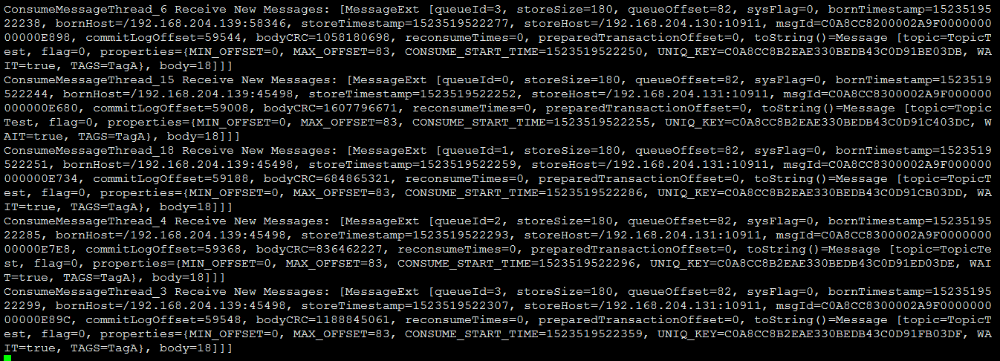 ConsumeMessageThread_6 Receive New Messages: [MessageExt [queueId=3, storeSize=180, queueOffset=82, sysFlag=0, bornTimestamp=15235195
22238, bornHost=/192.168.204.139:58346, storeTimestamp=1523519522277, storeHost=/192.168.204.130:10911, msgId=C0A8CC8200002A9F0000000
00000E898, commitLogOffset=59544, bodyCRC=1058180698, reconsumeTimes=0, preparedTransactionOffset=0, toString()=Message [topic=TopicT
est, flag=0, properties={MIN_OFFSET=0, MAX_OFFSET=83, CONSUME_START_TIME=1523519522250, UNIQ_KEY=C0A8CC8B2EAE330BEDB43C0D91BE03DB, WA
IT=true, TAGS=TagA}, body=18]]]
ConsumeMessageThread_15 Receive New Messages: [MessageExt [queueId=0, storeSize=180, queueOffset=82, sysFlag=0, bornTimestamp=1523519
522244, bornHost=/192.168.204.139:45498, storeTimestamp=1523519522252, storeHost=/192.168.204.131:10911, msgId=C0A8CC8300002A9F000000
000000E680, commitLogOffset=59008, bodyCRC=1607796671, reconsumeTimes=0, preparedTransactionOffset=0, toString()=Message [topic=Topic
Test, flag=0, properties={MIN_OFFSET=0, MAX_OFFSET=83, CONSUME_START_TIME=1523519522255, UNIQ_KEY=C0A8CC8B2EAE330BEDB43C0D91C403DC, W
AIT=true, TAGS=TagA}, body=18]]]
ConsumeMessageThread_18 Receive New Messages: [MessageExt [queueId=1, storeSize=180, queueOffset=82, sysFlag=0, bornTimestamp=1523519
522251, bornHost=/192.168.204.139:45498, storeTimestamp=1523519522259, storeHost=/192.168.204.131:10911, msgId=C0A8CC8300002A9F000000
000000E734, commitLogOffset=59188, bodyCRC=684865321, reconsumeTimes=0, preparedTransactionOffset=0, toString()=Message [topic=TopicT
est, flag=0, properties={MIN_OFFSET=0, MAX_OFFSET=83, CONSUME_START_TIME=1523519522286, UNIQ_KEY=C0A8CC8B2EAE330BEDB43C0D91CB03DD, WA
IT=true, TAGS=TagA}, body=18]]]
ConsumeMessageThread_4 Receive New Messages: [MessageExt [queueId=2, storeSize=180, queueOffset=82, sysFlag=0, bornTimestamp=15235195
22285, bornHost=/192.168.204.139:45498, storeTimestamp=1523519522293, storeHost=/192.168.204.131:10911, msgId=C0A8CC8300002A9F0000000
00000E7E8, commitLogOffset=59368, bodyCRC=836462227, reconsumeTimes=0, preparedTransactionOffset=0, toString()=Message [topic=TopicTe
st, flag=0, properties={MIN_OFFSET=0, MAX_OFFSET=83, CONSUME_START_TIME=1523519522296, UNIQ_KEY=C0A8CC8B2EAE330BEDB43C0D91ED03DE, WAI
T=true, TAGS=TagA}, body=18]]]
ConsumeMessageThread_3 Receive New Messages: [MessageExt [queueId=3, storeSize=180, queueOffset=82, sysFlag=0, bornTimestamp=15235195
22299, bornHost=/192.168.204.139:45498, storeTimestamp=1523519522307, storeHost=/192.168.204.131:10911, msgId=C0A8CC8300002A9F0000000
00000E89C, commitLogOffset=59548, bodyCRC=1188845061, reconsumeTimes=0, preparedTransactionOffset=0, toString()=Message [topic=TopicT
est, flag=0, properties={MIN_OFFSET=0, MAX_OFFSET=83, CONSUME_START_TIME=1523519522359, UNIQ_KEY=C0A8CC8B2EAE330BEDB43C0D91FB03DF, WA
IT=true, TAGS=TagA}, body=18]]]